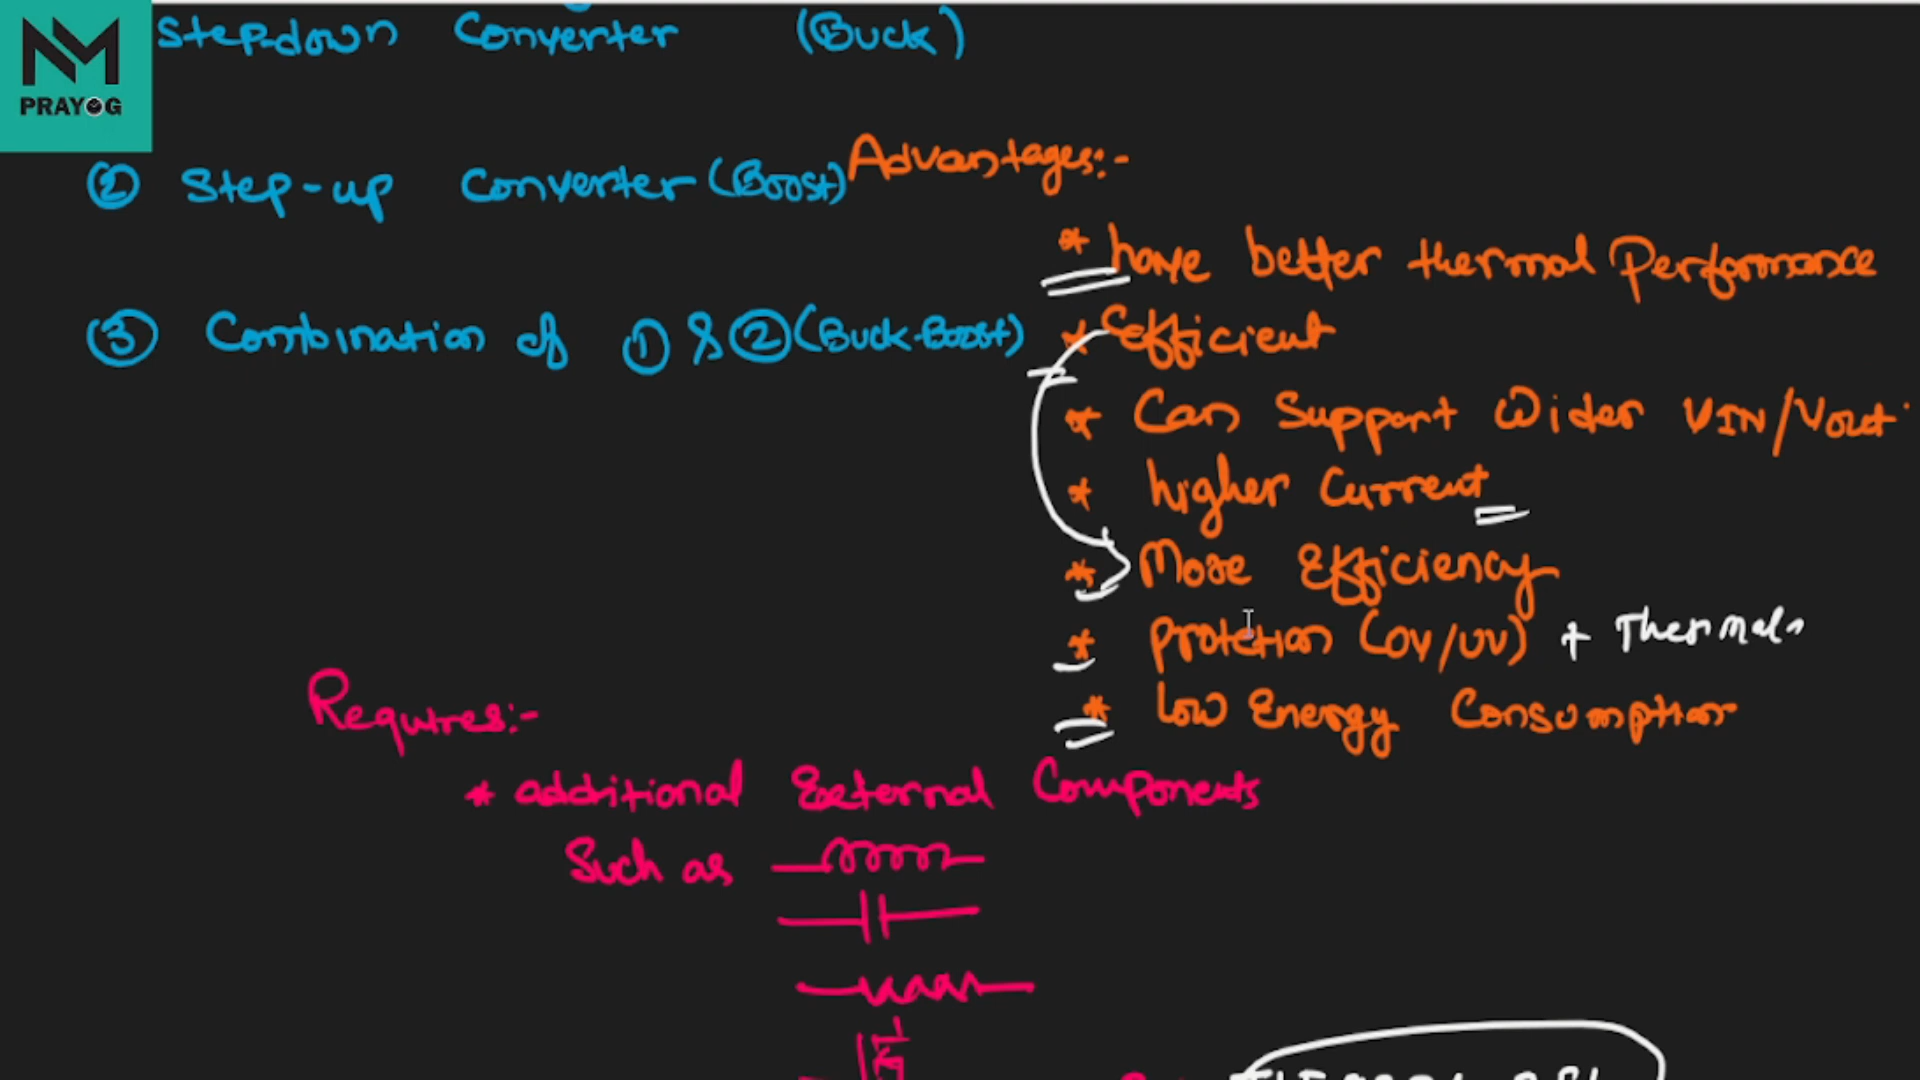 NM
PRAYOG
Stepdown Converter (Buck)
② Step-up Converter (Boost)
Advantages:-
* have better thermal Performance
③ Combination of ① & ② (Buck-Boost)
* Efficient
* Can Support Wider VIN/Vout
* higher Current
* More Efficiency
* Protetion (OV/UV) + Thermal
* Low Energy Consumption
Requires:-
* additional External Components
Such as